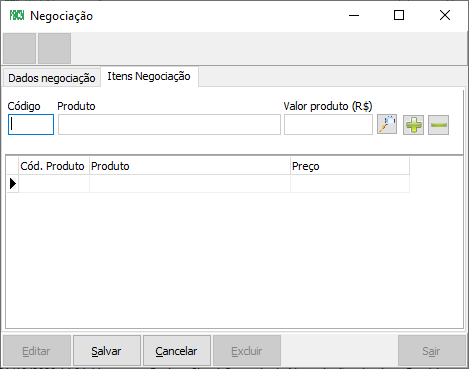 Negociação
Dados negociação Itens Negociação
Código Produto Valor produto (R$)
Cód. Produto Produto Preço
Editar Salvar Cancelar Excluir Sair